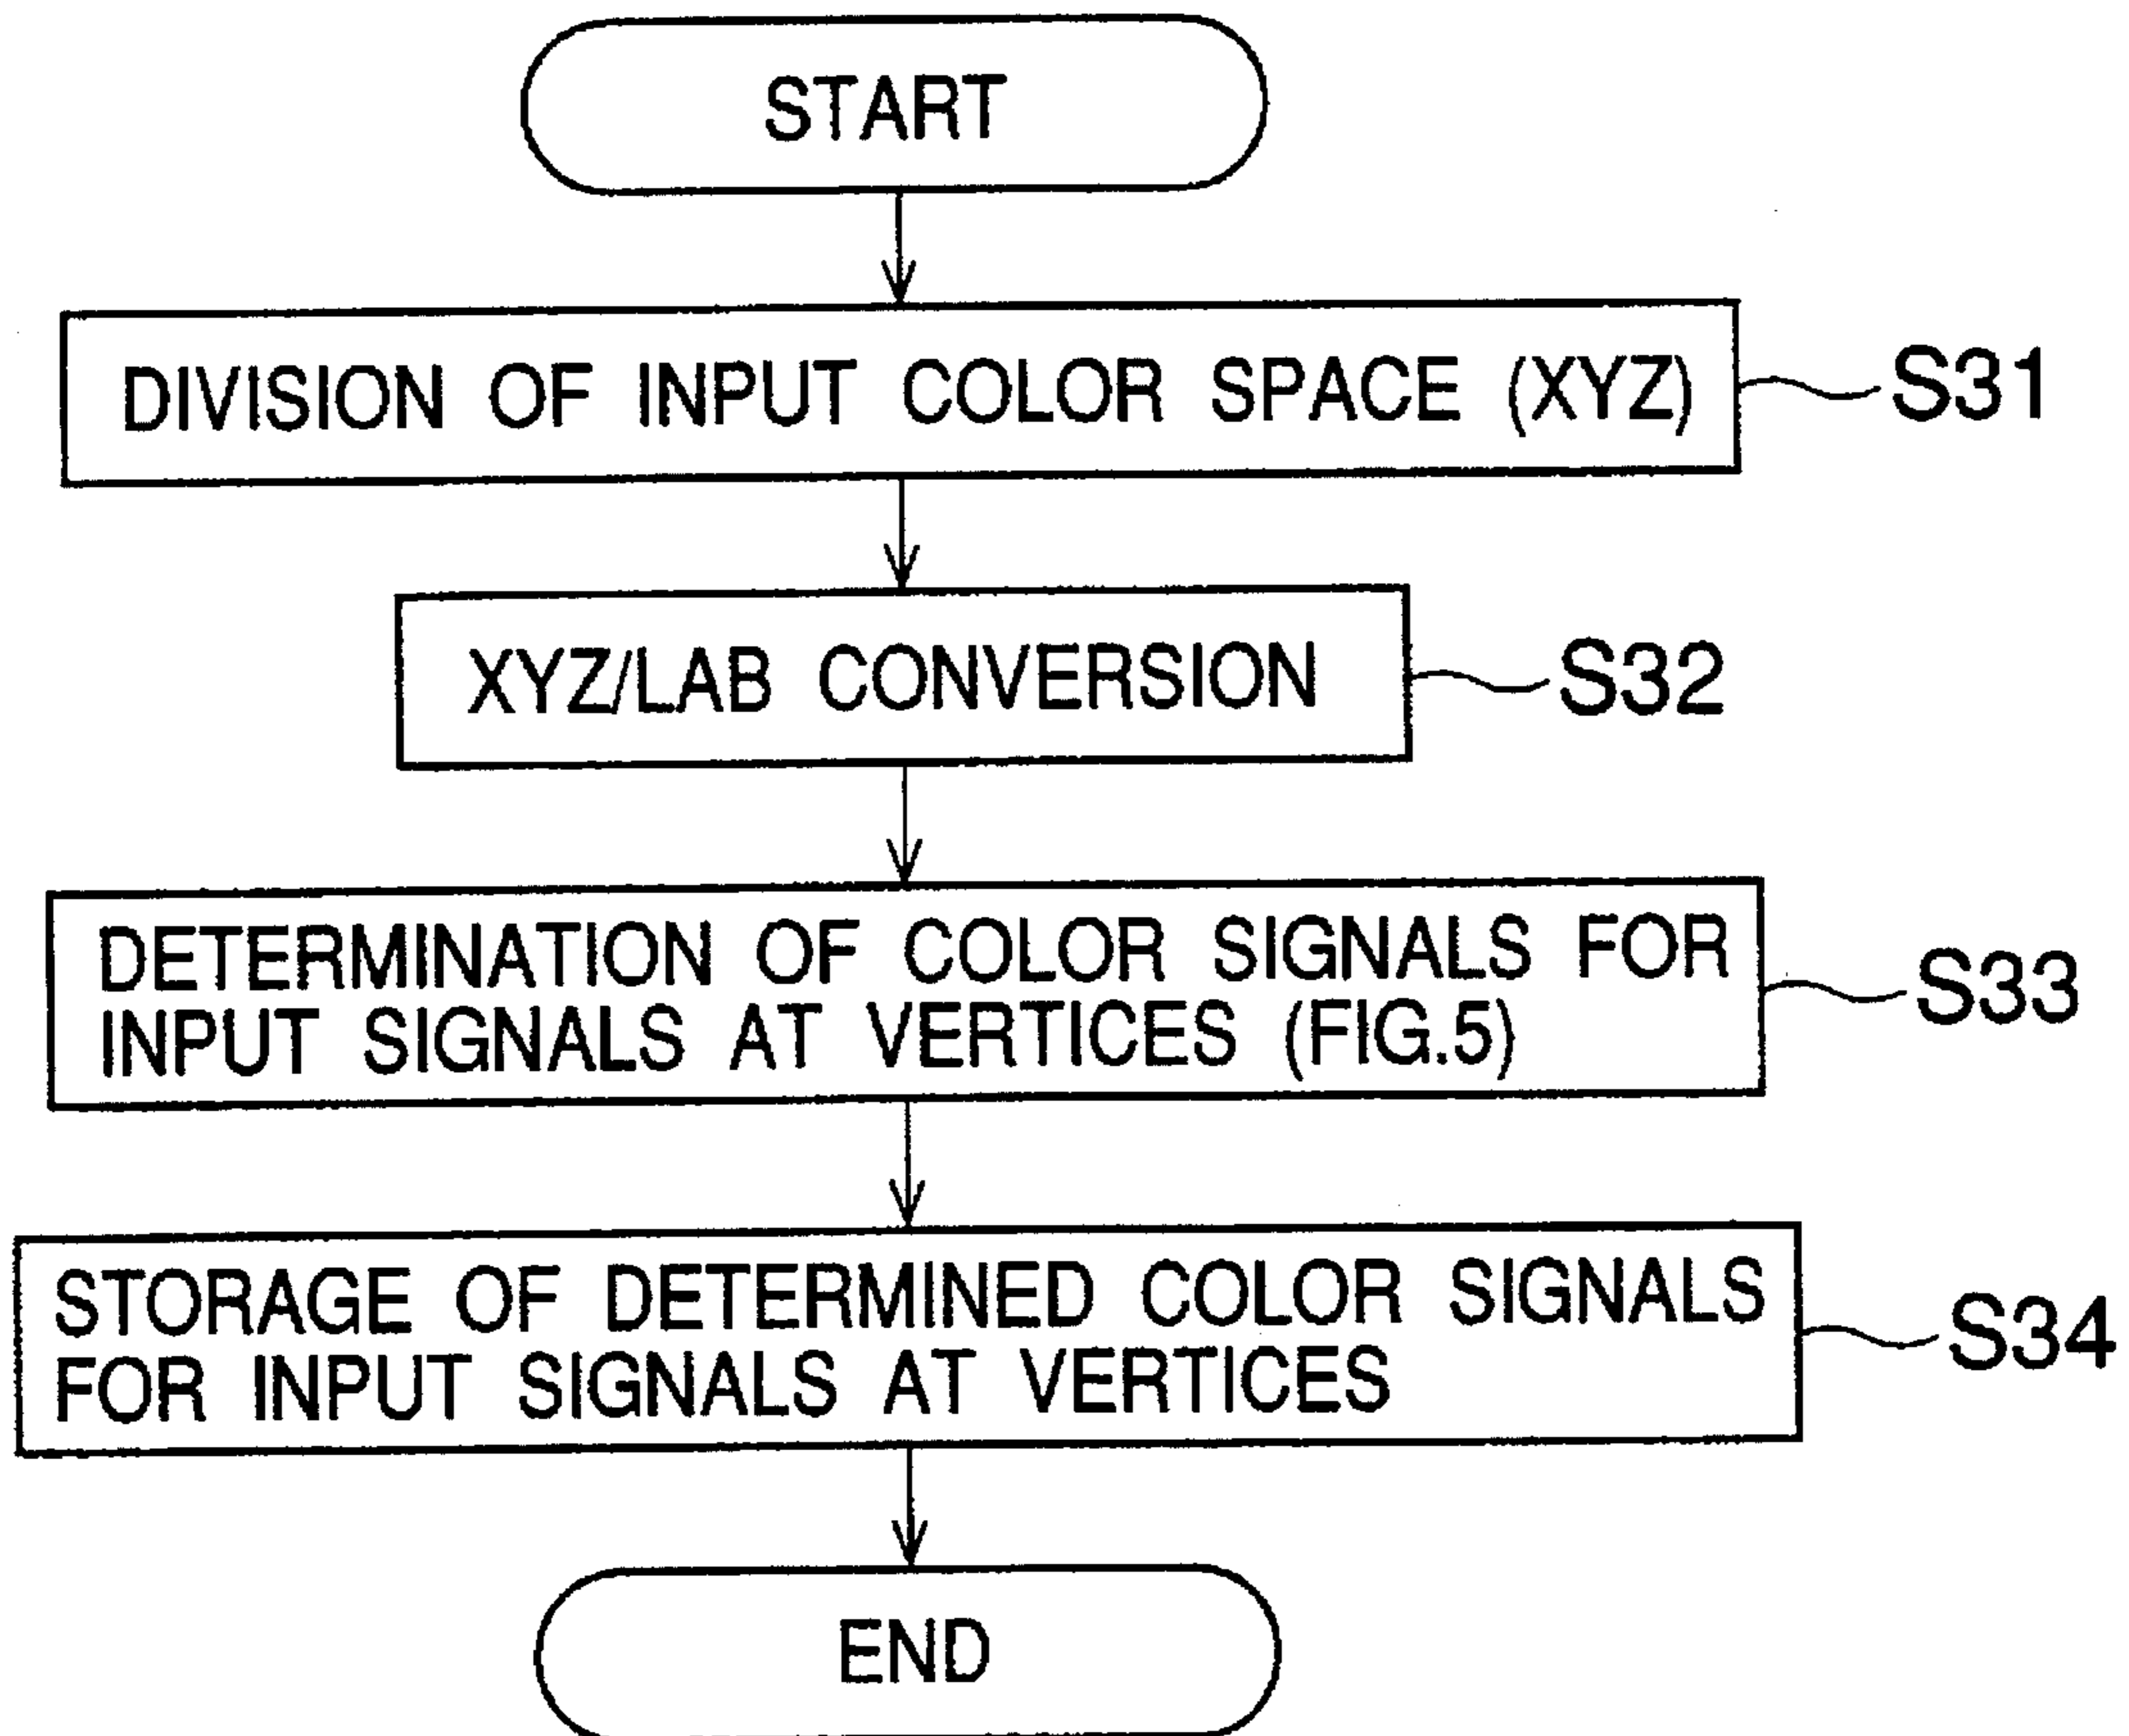 START
DIVISION OF INPUT COLOR SPACE (XYZ)
S31
XYZ/LAB CONVERSION
S32
DETERMINATION OF COLOR SIGNALS FOR
INPUT SIGNALS AT VERTICES (FIG.5)
S33
STORAGE OF DETERMINED COLOR SIGNALS
FOR INPUT SIGNALS AT VERTICES
S34
END